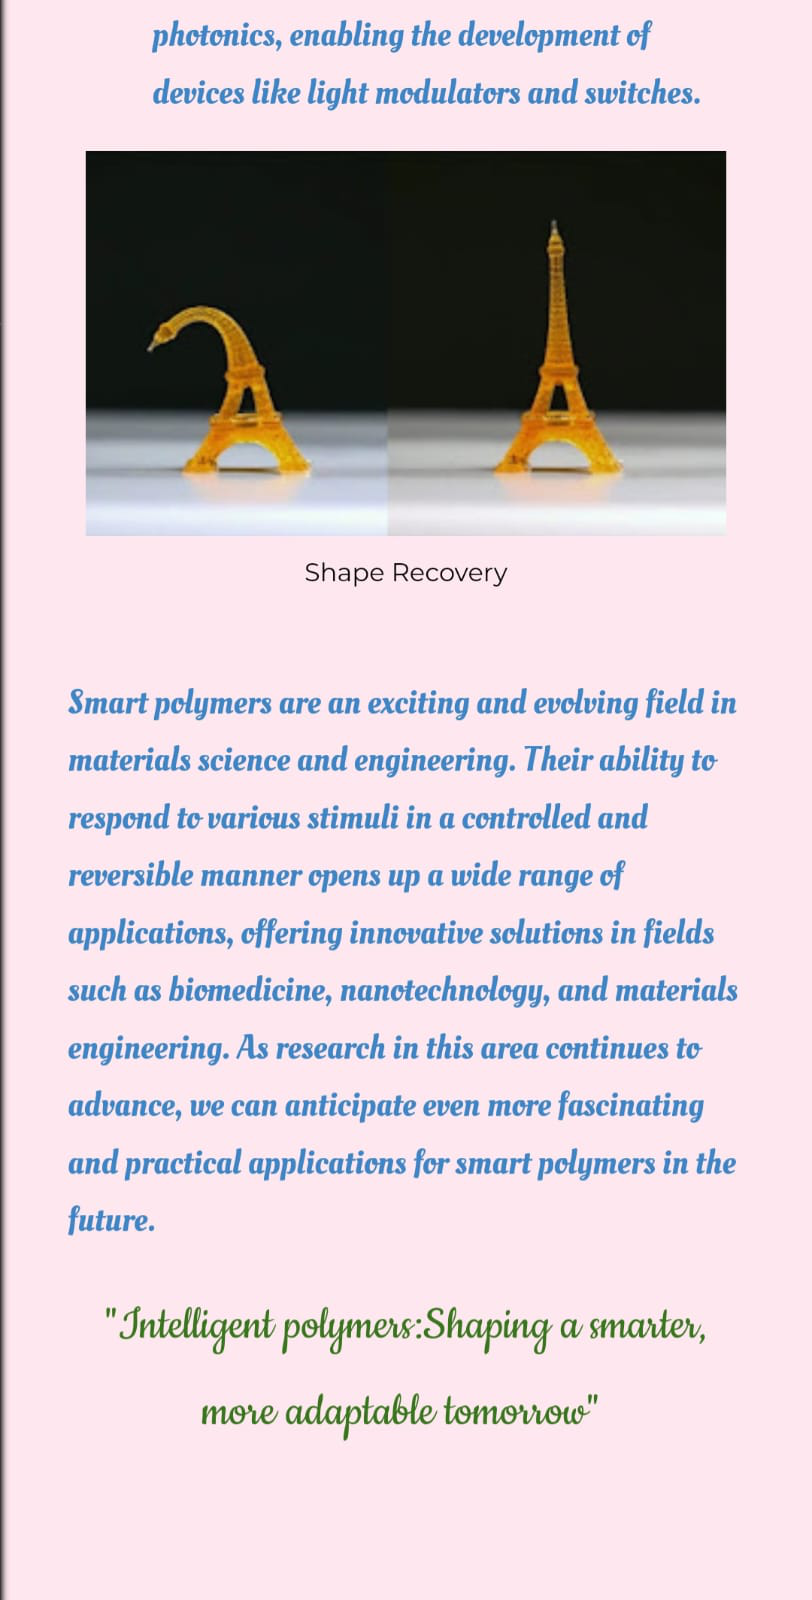 photonics, enabling the development of
devices like light modulators and switches.
Shape Recovery
Smart polymers are an exciting and evolving field in
materials science and engineering. Their ability to
respond to various stimuli in a controlled and
reversible manner opens up a wide range of
applications, offering innovative solutions in fields
such as biomedicine, nanotechnology, and materials
engineering. As research in this area continues to
advance, we can anticipate even more fascinating
and practical applications for smart polymers in the
future.
"Intelligent polymers:Shaping a smarter,
more adaptable tomorrow"